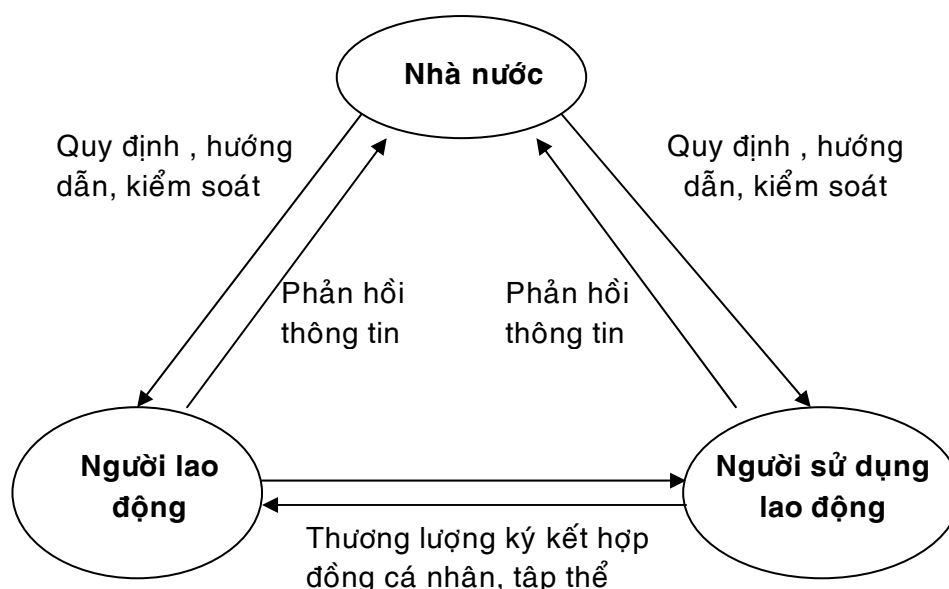 Nhà nước
Quy định , hướng
dẫn, kiểm soát
Quy định , hướng
dẫn, kiểm soát
Phản hồi
thông tin
Phản hồi
thông tin
Người lao
động
Người sử dụng
lao động
Thương lượng ký kết hợp
đồng cá nhân, tập thể